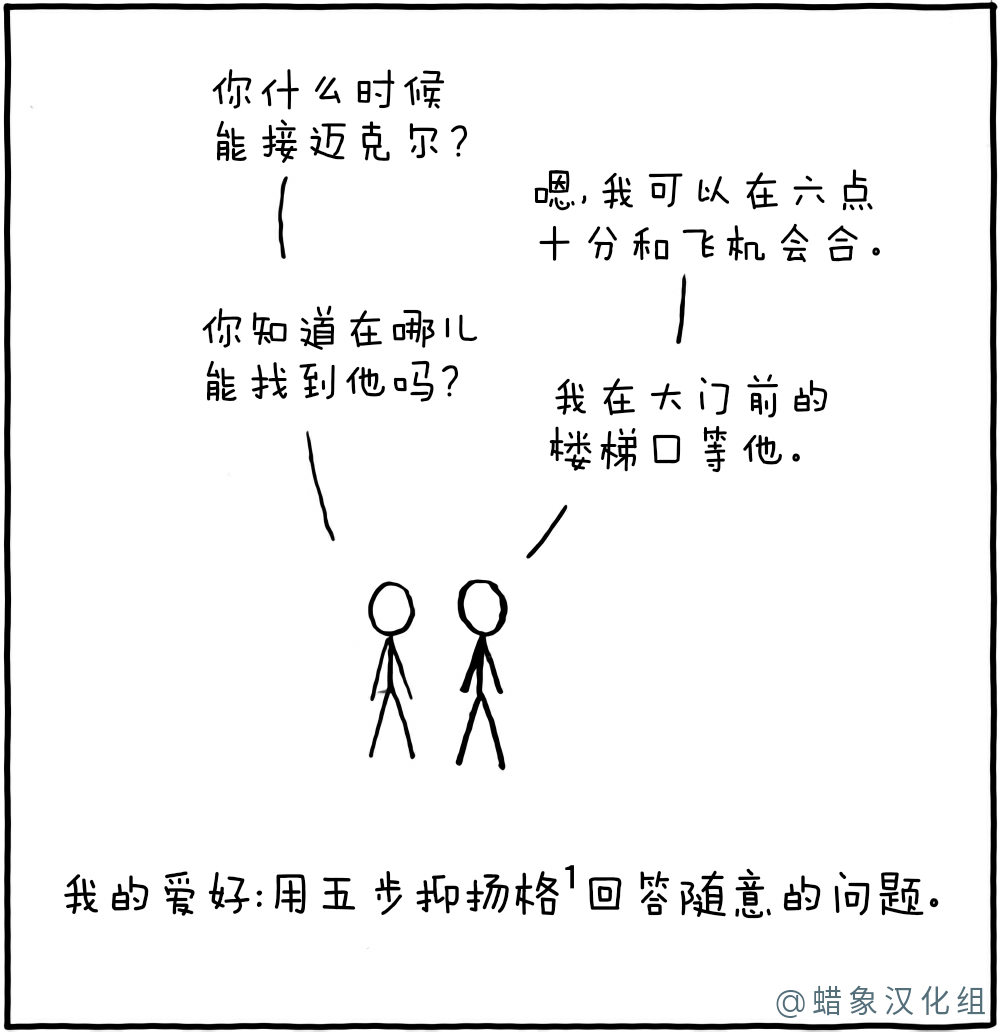 你什么时候
能接迈克尔?
嗯,我可以在六点
十分和飞机会合。
你知道在哪儿
能找到他吗?
我在大门前的
楼梯口等他。
我的爱好:用五步抑扬格¹回答随意的问题。
@蜡象汉化组